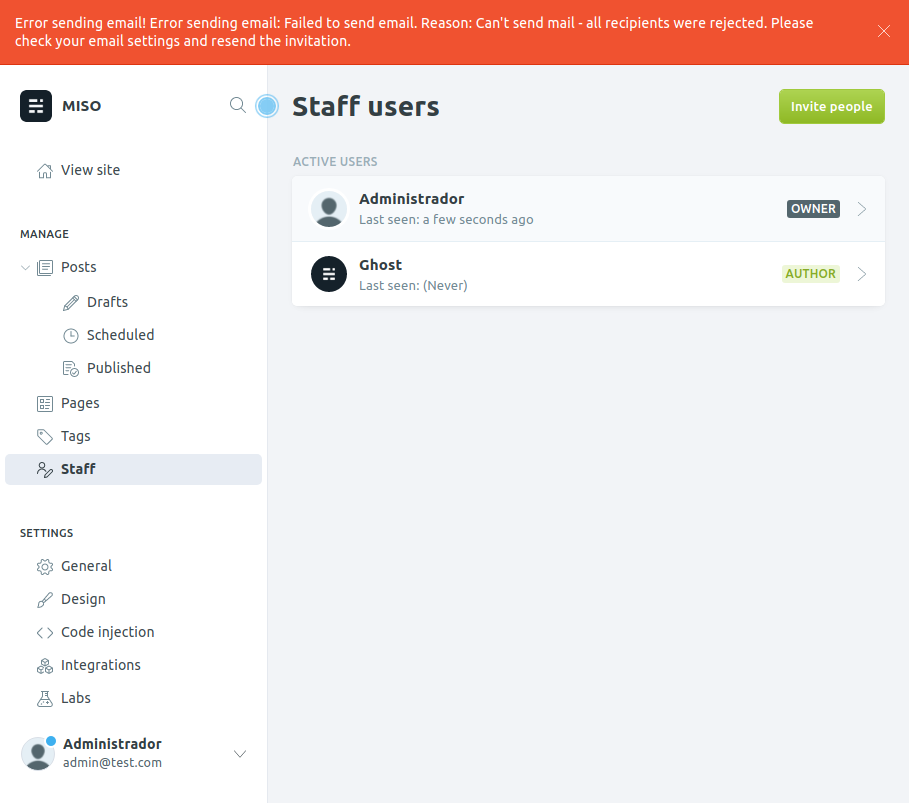 Error sending email! Error sending email: Failed to send email. Reason: Can't send mail - all recipients were rejected. Please
check your email settings and resend the invitation.
MISO
View site
MANAGE
Posts
Drafts
Scheduled
Published
Pages
Tags
Staff
SETTINGS
General
Design
Code injection
Integrations
Labs
Administrador
admin@test.com
Staff users
Invite people
ACTIVE USERS
Administrador
Last seen: a few seconds ago
OWNER
Ghost
Last seen: (Never)
AUTHOR